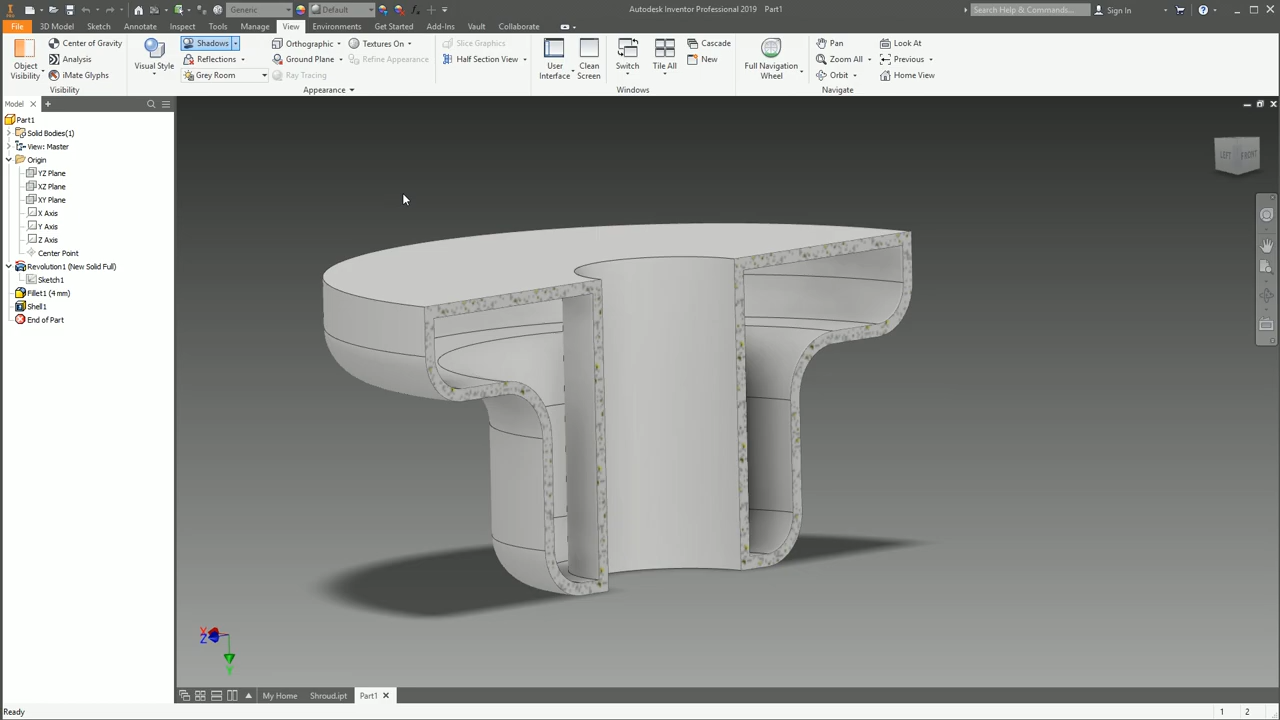 Generic
Default
Autodesk Inventor Professional 2019 Part1
Search Help & Commands...
Sign In
File 3D Model Sketch Annotate Inspect Tools Manage View Environments Get Started Add-Ins Vault Collaborate
Object Visibility
Center of Gravity
Analysis
iMate Glyphs
Visibility
Visual Style
Shadows
Reflections
Grey Room
Orthographic
Ground Plane
Ray Tracing
Textures On
Refine Appearance
Appearance
Slice Graphics
Half Section View
User Interface
Clean Screen
Switch
Tile All
Cascade
New
Windows
Full Navigation Wheel
Pan
Zoom All
Orbit
Look At
Previous
Home View
Navigate
Model
Part1
Solid Bodies(1)
View: Master
Origin
YZ Plane
XZ Plane
XY Plane
X Axis
Y Axis
Z Axis
Center Point
Revolution1 (New Solid Full)
Sketch1
Fillet1 (4 mm)
Shell1
End of Part
LEFT FRONT
X
Z
Y
My Home Shroud.ipt Part1
Ready
1 2